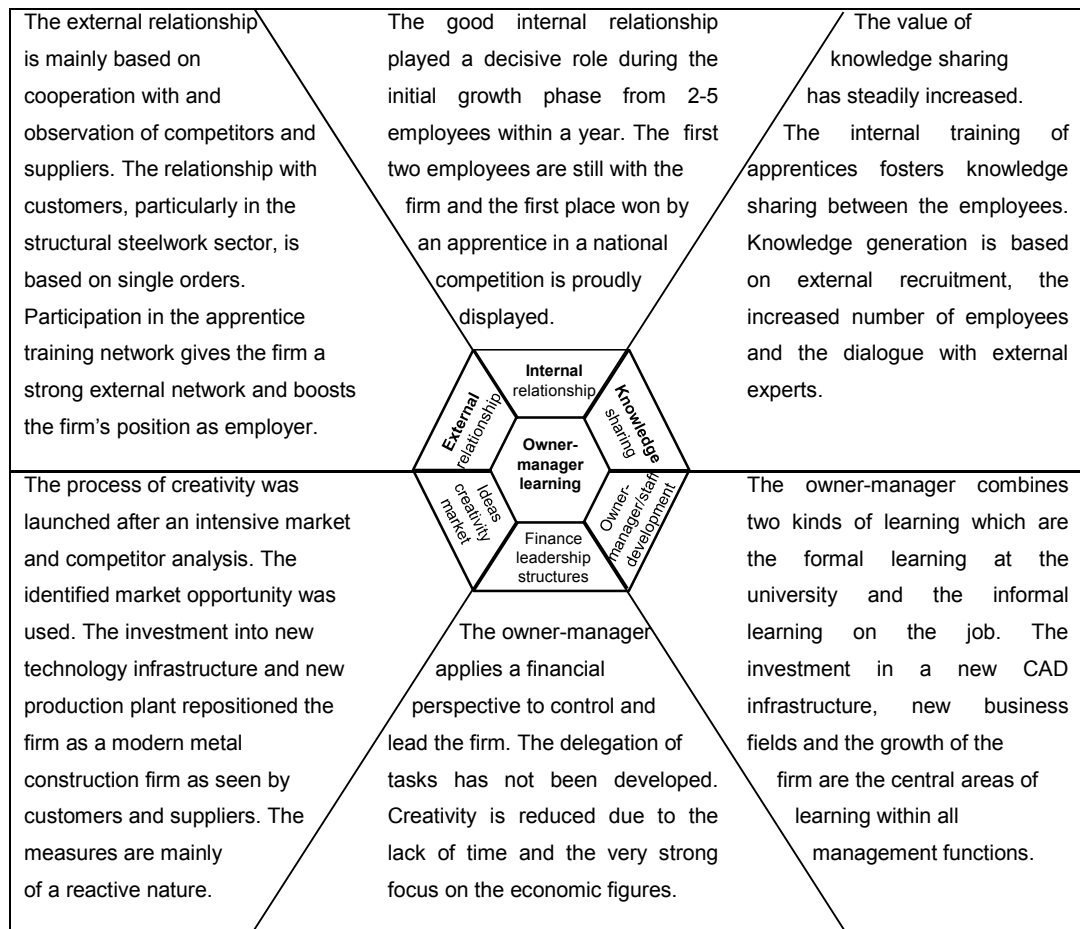 The external relationship
is mainly based on
cooperation with and
observation of competitors and
suppliers. The relationship with
customers, particularly in the
structural steelwork sector, is
based on single orders.
Participation in the apprentice
training network gives the firm a
strong external network and boosts
the firm's position as employer.
The good internal relationship
played a decisive role during the
initial growth phase from 2-5
employees within a year. The first
two employees are still with the
firm and the first place won by
an apprentice in a national
competition is proudly
displayed.
The value of
knowledge sharing
has steadily increased.
The internal training of
apprentices fosters knowledge
sharing between the employees.
Knowledge generation is based
on external recruitment, the
increased number of employees
and the dialogue with external
experts.
External
relationship
Internal
relationship
Knowledge
sharing
Owner-
manager
learning
Ideas
creativity
market
Finance
leadership
structures
Owner-
manager/staff
development
The process of creativity was
launched after an intensive market
and competitor analysis. The
identified market opportunity was
used. The investment into new
technology infrastructure and new
production plant repositioned the
firm as a modern metal
construction firm as seen by
customers and suppliers. The
measures are mainly
of a reactive nature.
The owner-manager
applies a financial
perspective to control and
lead the firm. The delegation of
tasks has not been developed.
Creativity is reduced due to the
lack of time and the very strong
focus on the economic figures.
The owner-manager combines
two kinds of learning which are
the formal learning at the
university and the informal
learning on the job. The
investment in a new CAD
infrastructure, new business
fields and the growth of the
firm are the central areas of
learning within all
management functions.